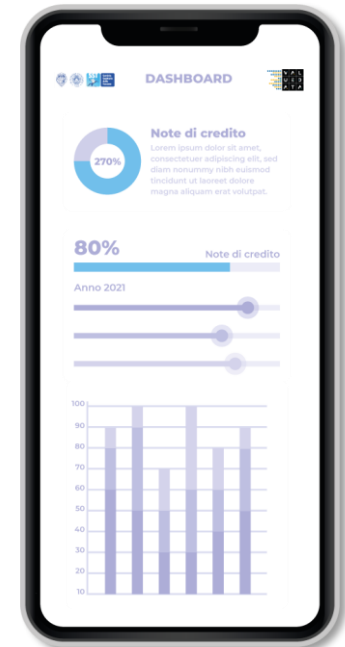 DASHBOARD
270%
Note di credito
Lorem ipsum dolor sit amet,
consectetuer adipiscing elit, sed
diam nonummy nibh euismod
tincidunt ut laoreet dolore
magna aliquam erat volutpat.
80%
Note di credito
Anno 2021
100
90
80
70
60
50
40
30
20
10